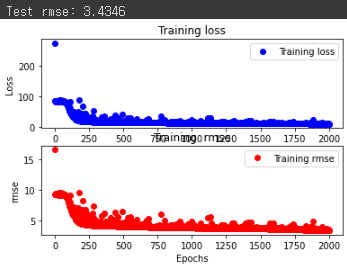 Test rmse: 3.4346
Training loss
Training loss
Loss
200
100
0
0 250 500 750 1000 1250 1500 1750 2000
Training rmse
Training rmse
rmse
15
10
5
0 250 500 750 1000 1250 1500 1750 2000
Epochs